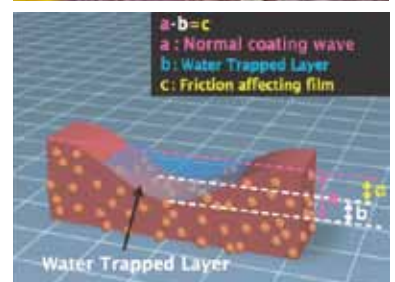 a-b=c
a : Normal coating wave
b: Water Trapped Layer
C: Friction affecting film
b
Water Trapped Layer